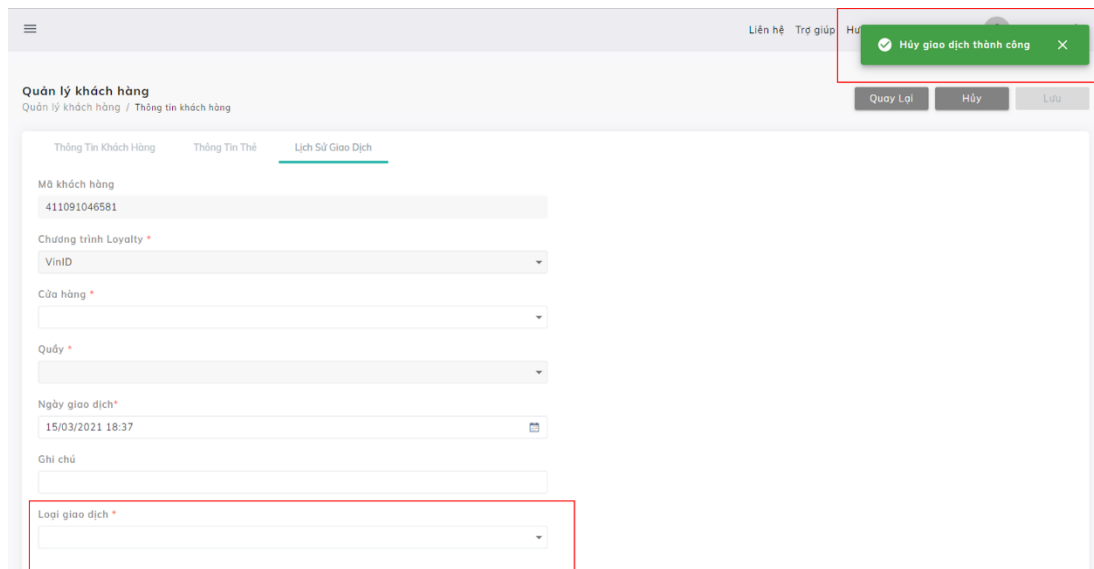 Liên hệ Trợ giúp
Hủy giao dịch thành công
Quản lý khách hàng
Quản lý khách hàng / Thông tin khách hàng
Quay Lại Hủy Lưu
Thông Tin Khách Hàng Thông Tin Thẻ Lịch Sử Giao Dịch
Mã khách hàng
411091046581
Chương trình Loyalty *
VinID
Cửa hàng *
Quầy *
Ngày giao dịch*
15/03/2021 18:37
Ghi chú
Loại giao dịch *